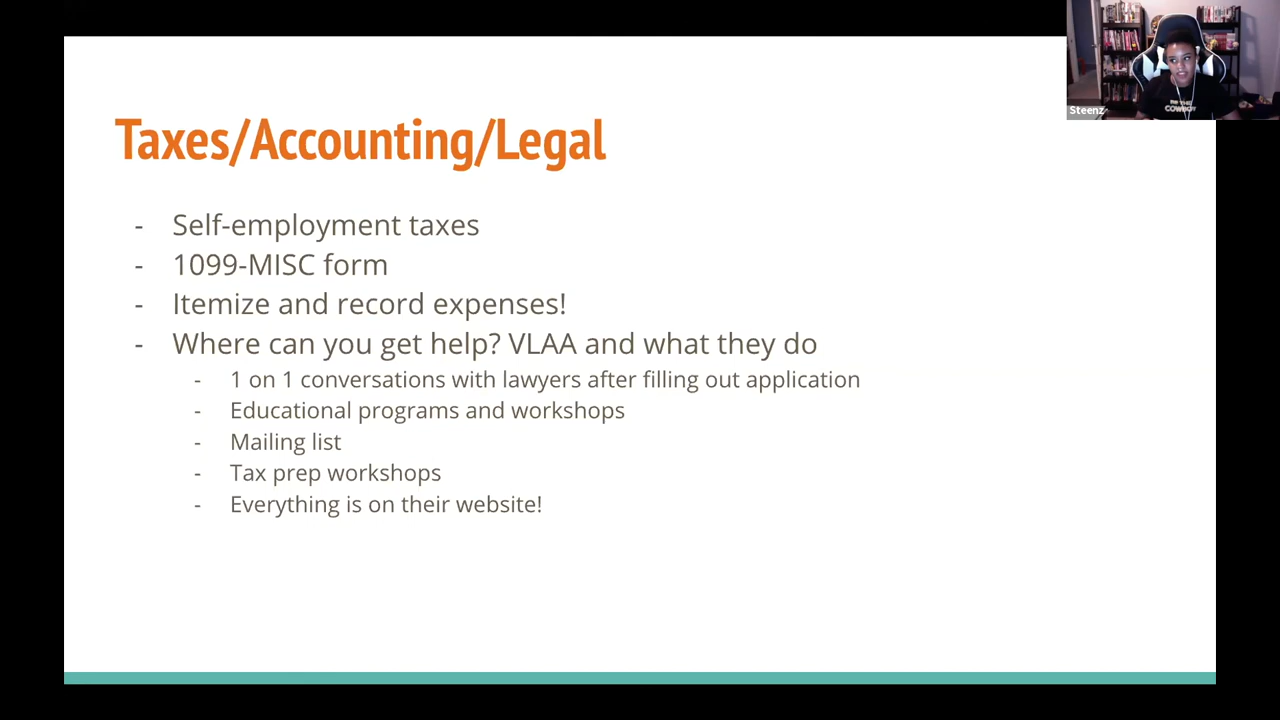 Taxes/Accounting/Legal
- Self-employment taxes
- 1099-MISC form
- Itemize and record expenses!
- Where can you get help? VLAA and what they do
- 1 on 1 conversations with lawyers after filling out application
- Educational programs and workshops
- Mailing list
- Tax prep workshops
- Everything is on their website!
Steenz
COWBOY